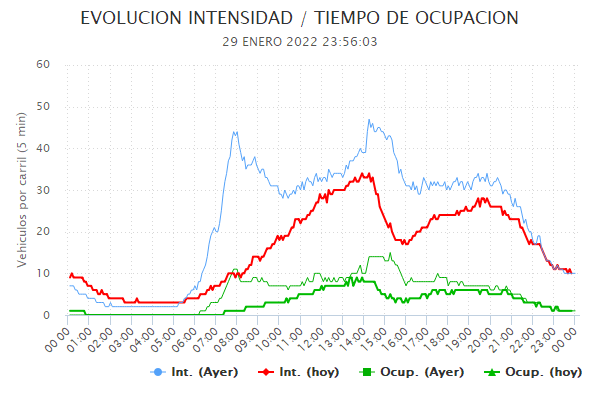 EVOLUCION INTENSIDAD / TIEMPO DE OCUPACION
29 ENERO 2022 23:56:03
Vehiculos por carril (5 min)
60
50
40
30
20
10
0
00:00 01:00 02:00 03:00 04:00 05:00 06:00 07:00 08:00 09:00 10:00 11:00 12:00 13:00 14:00 15:00 16:00 17:00 18:00 19:00 20:00 21:00 22:00 23:00 00:00
Int. (Ayer) Int. (hoy) Ocup. (Ayer) Ocup. (hoy)